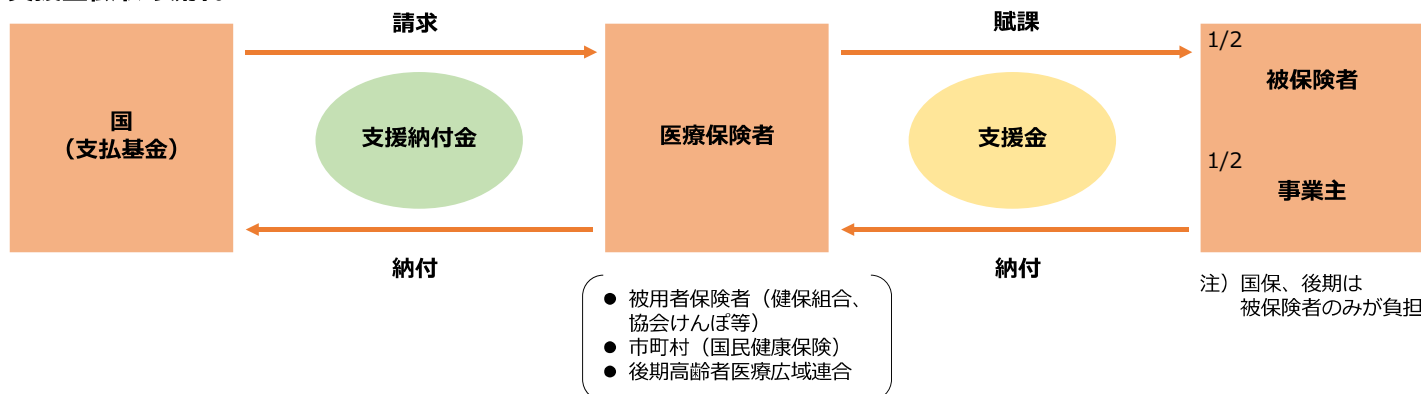 請求
賦課
国
（支払基金）
支援納付金
医療保険者
支援金
1/2
被保険者
1/2
事業主
納付
納付
● 被用者保険者（健保組合、
協会けんぽ等）
● 市町村（国民健康保険）
● 後期高齢者医療広域連合
注）国保、後期は
被保険者のみが負担